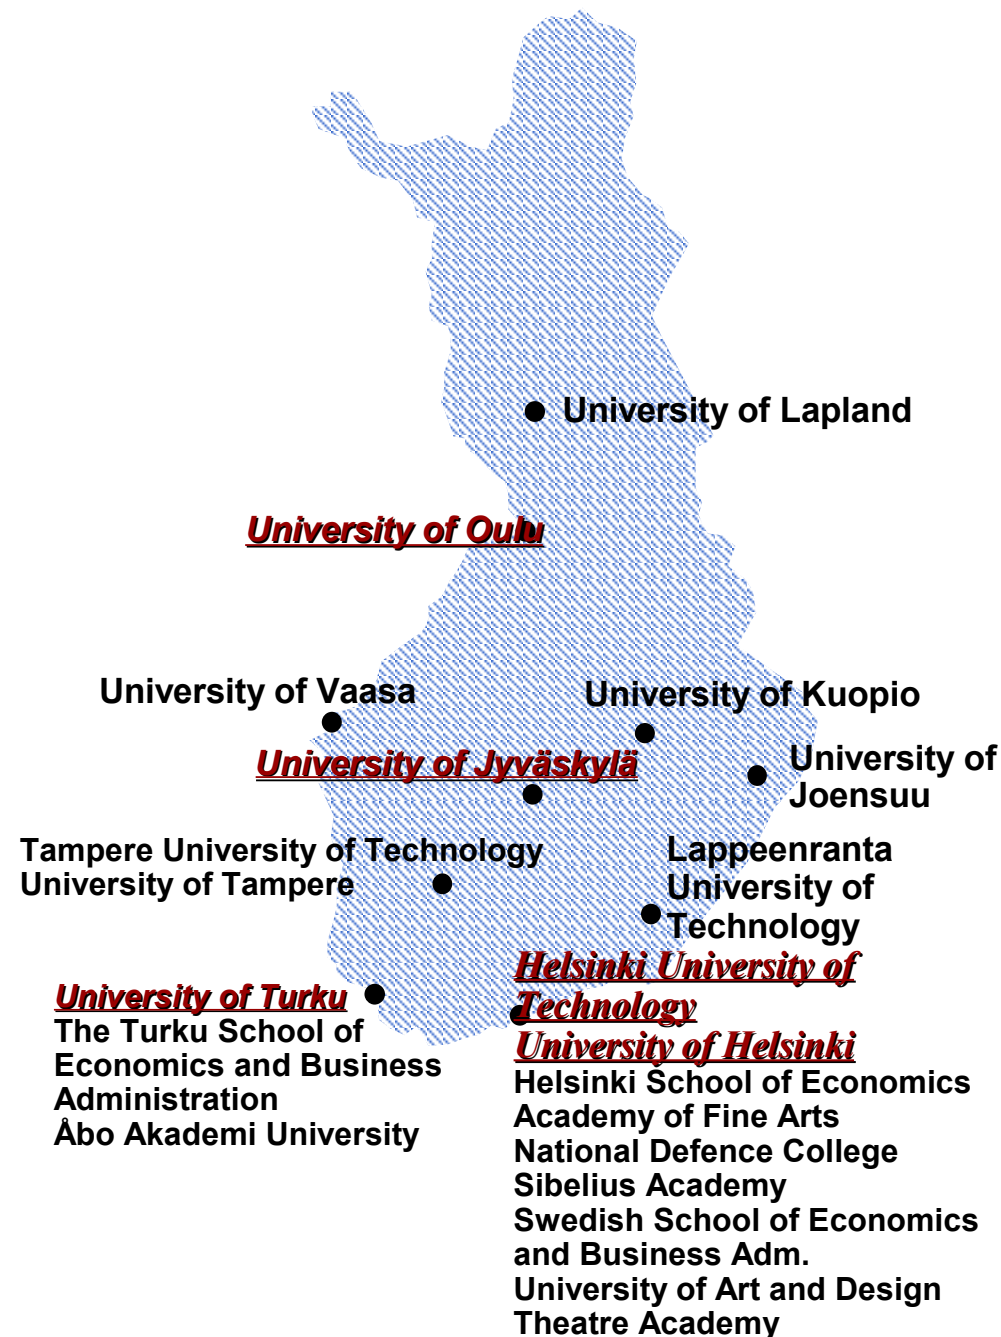 University of Lapland
University of Oulu
University of Vaasa
University of Kuopio
University of Jyväskylä
University of
Joensuu
Tampere University of Technology
University of Tampere
Lappeenranta
University of
Technology
Helsinki University of
Technology
University of Helsinki
Helsinki School of Economics
Academy of Fine Arts
National Defence College
Sibelius Academy
Swedish School of Economics
and Business Adm.
University of Art and Design
Theatre Academy
University of Turku
The Turku School of
Economics and Business
Administration
Åbo Akademi University